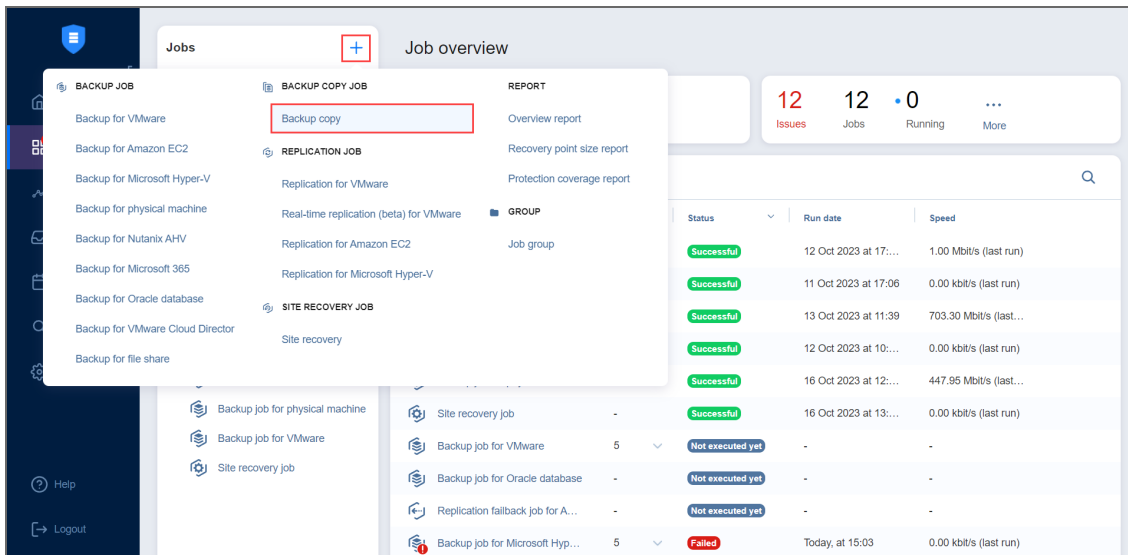 Jobs
Job overview
BACKUP JOB
Backup for VMware
Backup for Amazon EC2
Backup for Microsoft Hyper-V
Backup for physical machine
Backup for Nutanix AHV
Backup for Microsoft 365
Backup for Oracle database
Backup for VMware Cloud Director
Backup for file share
BACKUP COPY JOB
Backup copy
REPLICATION JOB
Replication for VMware
Real-time replication (beta) for VMware
Replication for Amazon EC2
Replication for Microsoft Hyper-V
SITE RECOVERY JOB
Site recovery
REPORT
Overview report
Recovery point size report
Protection coverage report
GROUP
Job group
12 12 0 ...
Issues Jobs Running More
Status Run date Speed
Successful 12 Oct 2023 at 17:... 1.00 Mbit/s (last run)
Successful 11 Oct 2023 at 17:06 0.00 kbit/s (last run)
Successful 13 Oct 2023 at 11:39 703.30 Mbit/s (last...
Successful 12 Oct 2023 at 10:... 0.00 kbit/s (last run)
Successful 16 Oct 2023 at 12:... 447.95 Mbit/s (last...
Site recovery job - Successful 16 Oct 2023 at 13:... 0.00 kbit/s (last run)
Backup job for VMware 5 Not executed yet - -
Backup job for Oracle database - Not executed yet - -
Replication failback job for A... - Not executed yet - -
Backup job for Microsoft Hyp... 5 Failed Today, at 15:03 0.00 kbit/s (last run)
Backup job for physical machine
Backup job for VMware
Site recovery job
Help
Logout